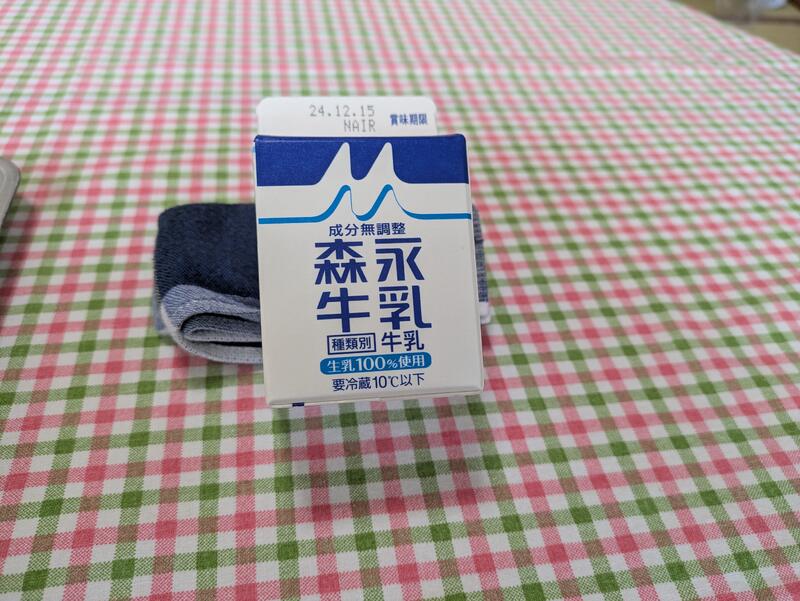 24.12.15
NAIR
賞味期限
成分無調整
森永
牛乳
種類別 牛乳
生乳100%使用
要冷蔵10℃以下